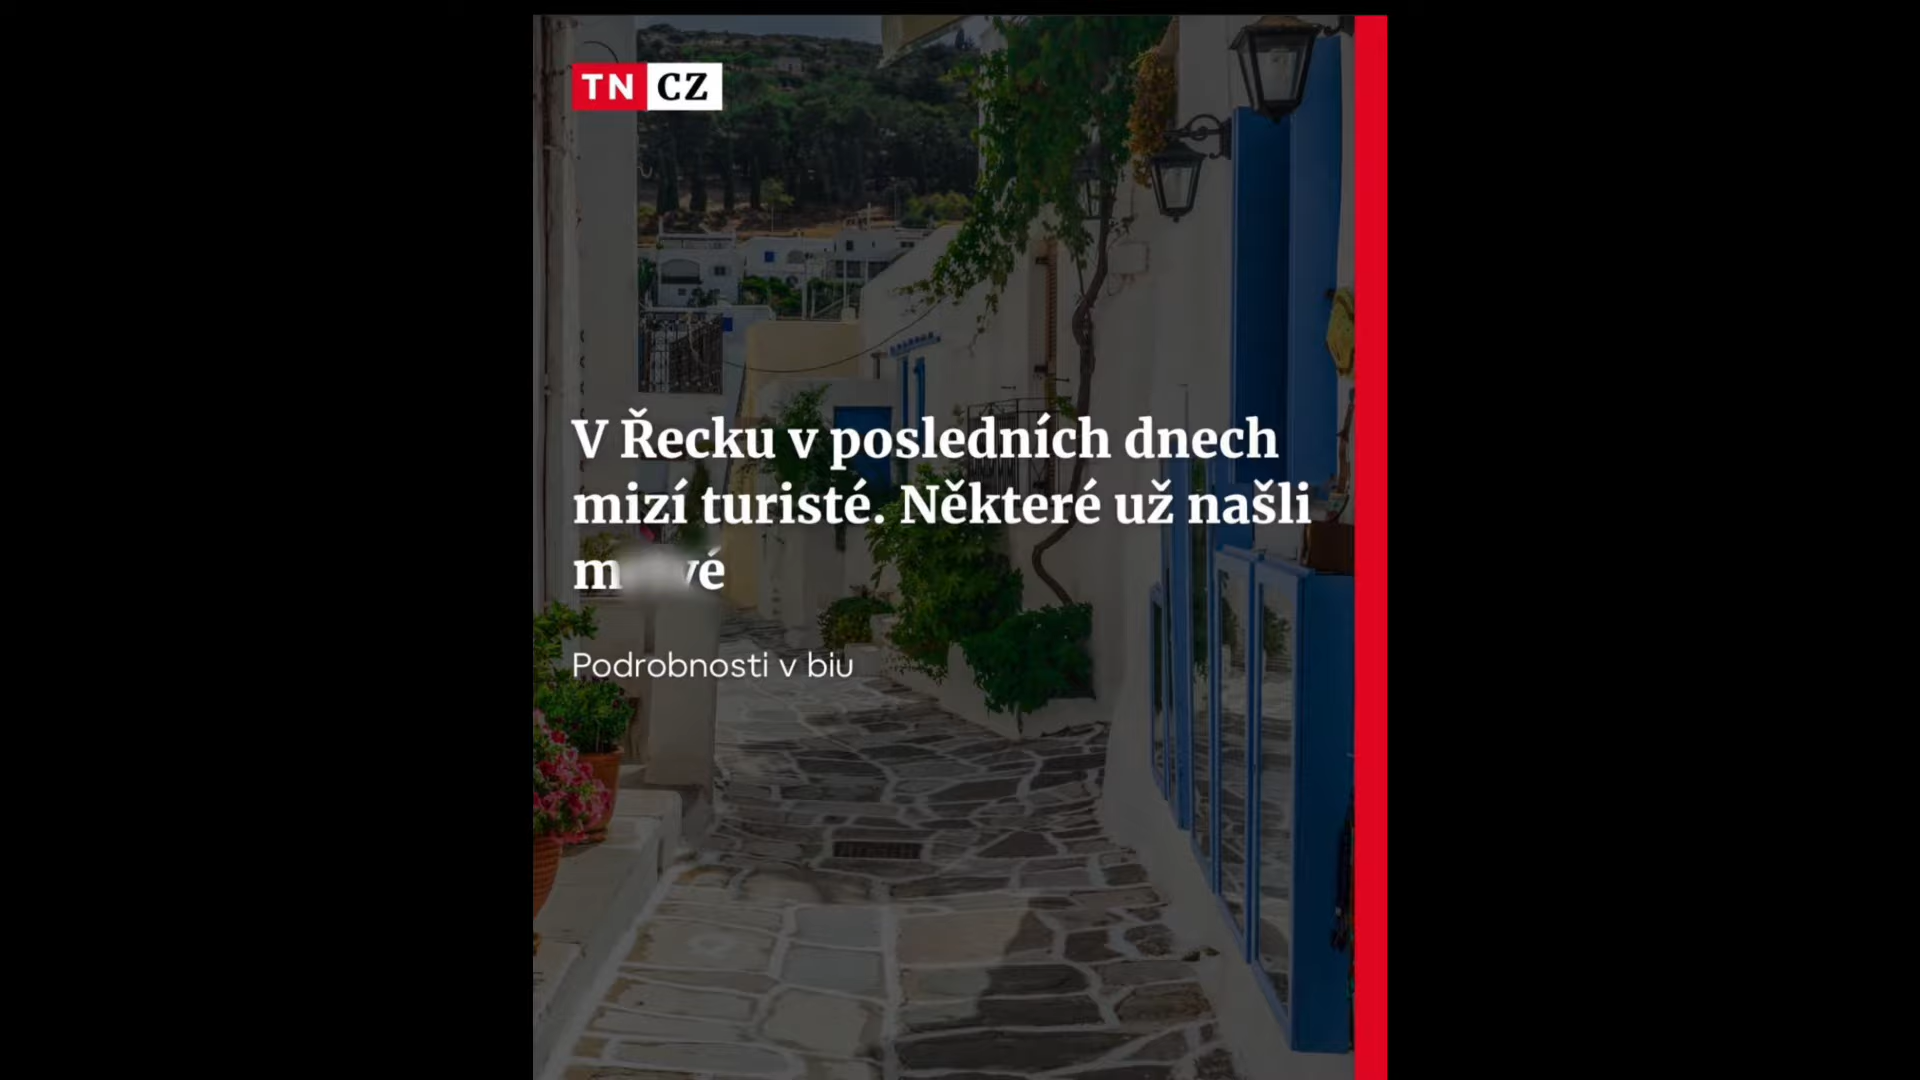 TN CZ
V Řecku v posledních dnech
mizí turisté. Některé už našli
Podrobnosti v biu